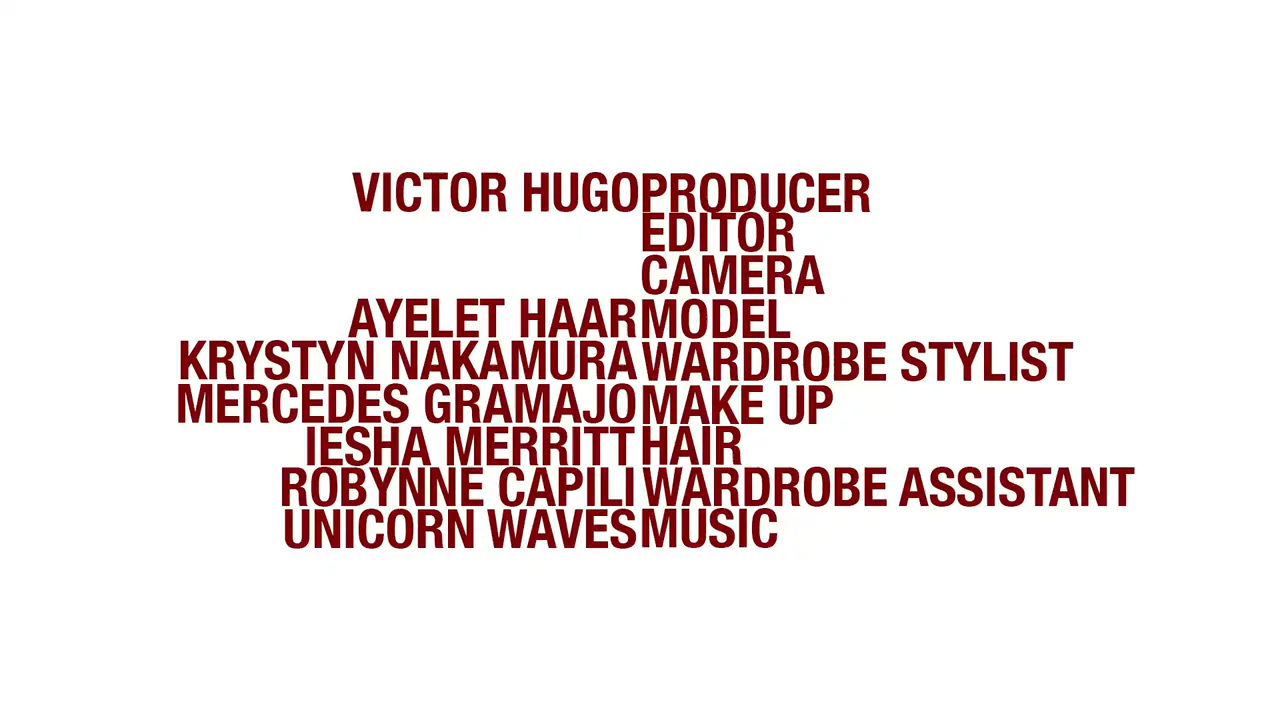 VICTOR HUGO PRODUCER
EDITOR
CAMERA
AYELET HAAR MODEL
KRYSTYN NAKAMURA WARDROBE STYLIST
MERCEDES GRAMAJO MAKE UP
IESHA MERRITT HAIR
ROBYNNE CAPILI WARDROBE ASSISTANT
UNICORN WAVES MUSIC